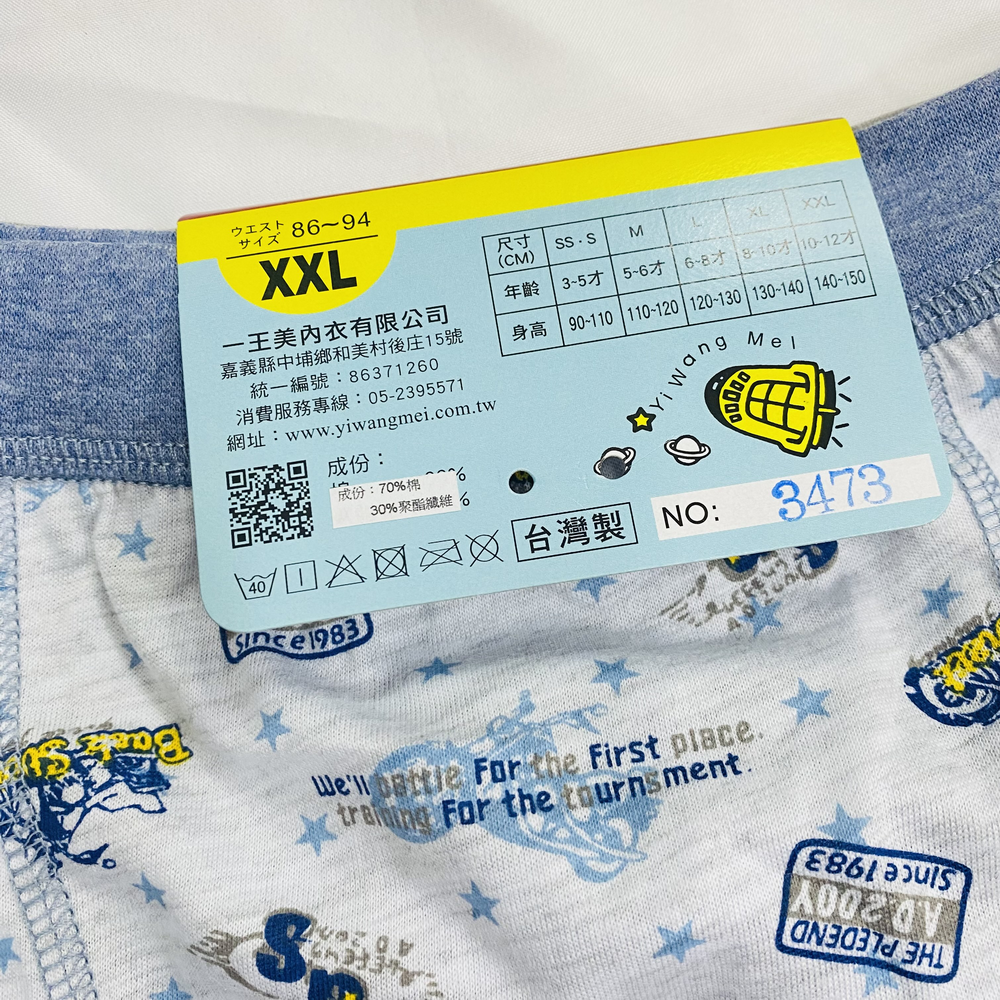 ウエスト
サイズ 86~94
XXL
一王美內衣有限公司
嘉義縣中埔鄉和美村後庄15號
統一編號：86371260
消費服務專線：05-2395571
網址：www.yiwangmei.com.tw
成份：
成份：70%棉
30%聚酯纖維
40
台灣製
NO: 3473
尺寸(CM) SS·S M L XL XXL
年齡 3-5才 5-6才 6-8才 8-10才 10-12才
身高 90-110 110-120 120-130 130-140 140-150
Yi Wang Mei
Since 1983
We'll battle For the First place
training For the tournsment.
Since 1983
A.D.200Y
THE PLEDEND